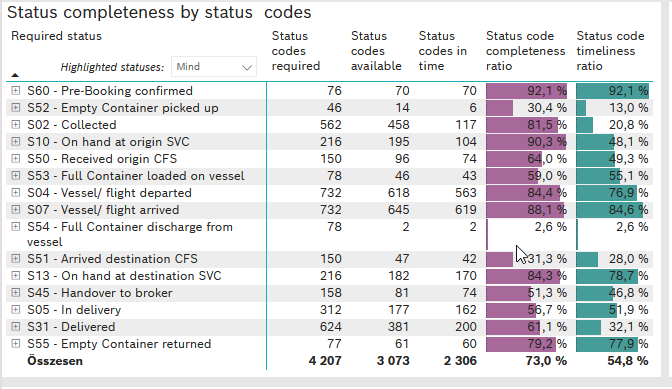 Status completeness by status codes
Required status Status codes required Status codes available Status codes in time Status code completeness ratio Status code timeliness ratio
Highlighted statuses: Mind
S60 - Pre-Booking confirmed 76 70 70 92,1 % 92,1 %
S52 - Empty Container picked up 46 14 6 30,4 % 13,0 %
S02 - Collected 562 458 117 81,5 % 20,8 %
S10 - On hand at origin SVC 216 195 104 90,3 % 48,1 %
S50 - Received origin CFS 150 96 74 64,0 % 49,3 %
S53 - Full Container loaded on vessel 78 46 43 59,0 % 55,1 %
S04 - Vessel/ flight departed 732 618 563 84,4 % 76,9 %
S07 - Vessel/ flight arrived 732 645 619 88,1 % 84,6 %
S54 - Full Container discharge from vessel 78 2 2 2,6 % 2,6 %
S51 - Arrived destination CFS 150 47 42 31,3 % 28,0 %
S13 - On hand at destination SVC 216 182 170 84,3 % 78,7 %
S45 - Handover to broker 158 81 74 51,3 % 46,8 %
S05 - In delivery 312 177 162 56,7 % 51,9 %
S31 - Delivered 624 381 200 61,1 % 32,1 %
S55 - Empty Container returned 77 61 60 79,2 % 77,9 %
Összesen 4 207 3 073 2 306 73,0 % 54,8 %